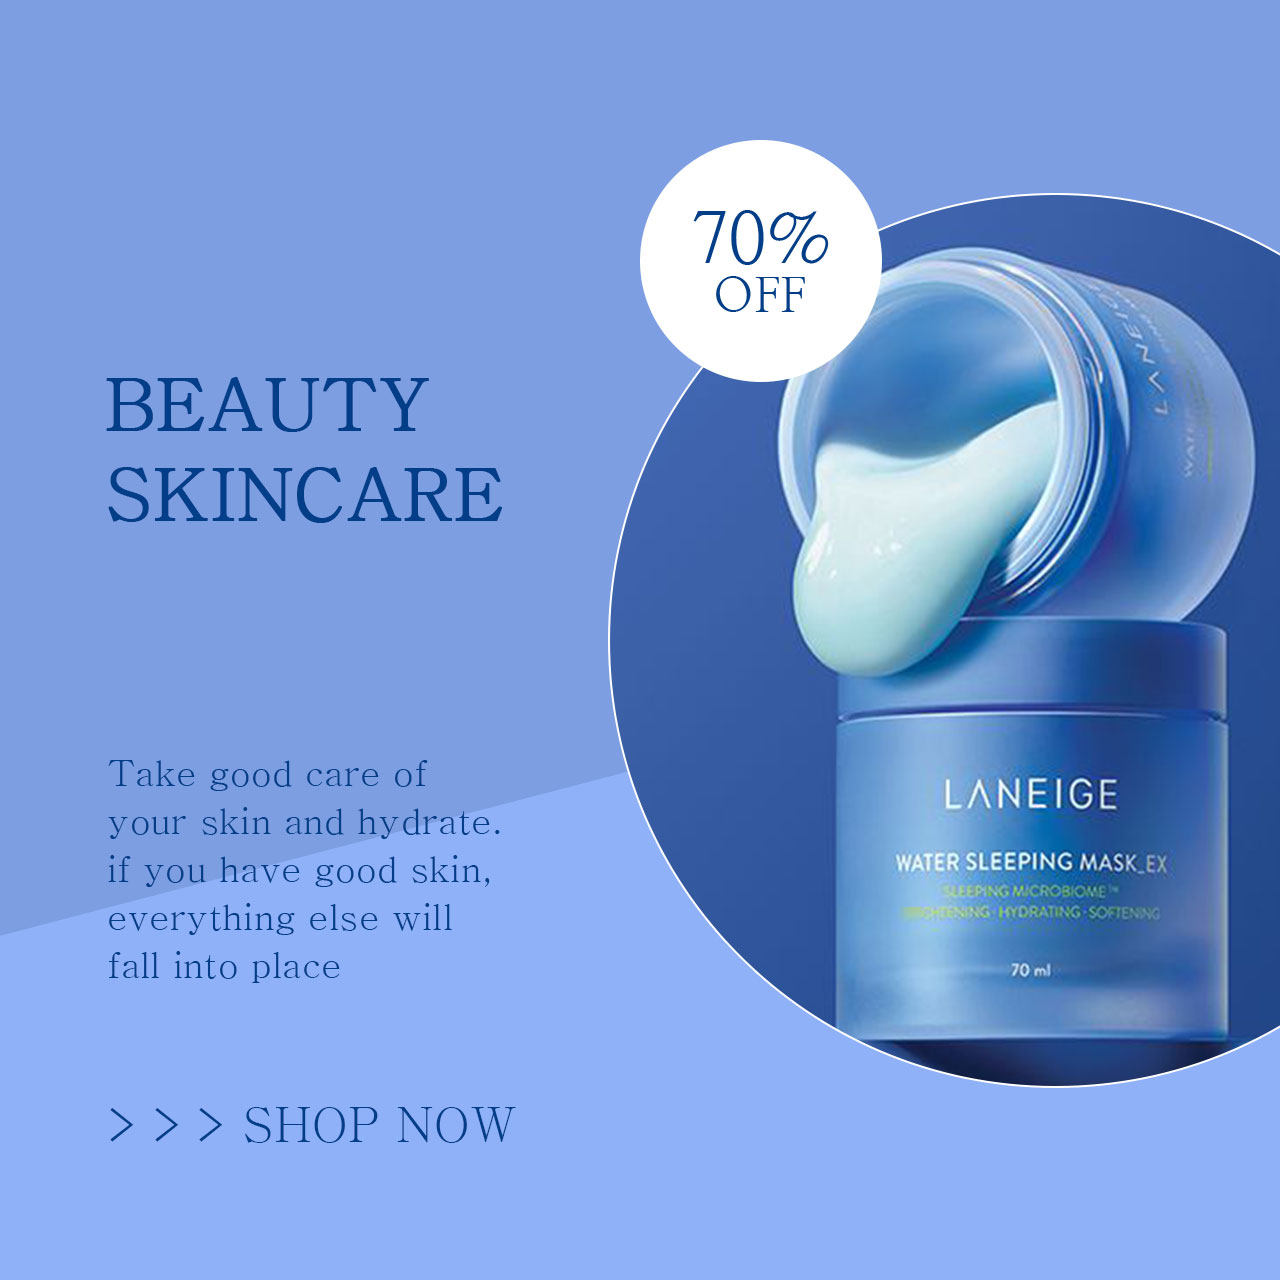 70%
OFF
BEAUTY
SKINCARE
Take good care of
your skin and hydrate.
if you have good skin,
everything else will
fall into place
> > > SHOP NOW
LANEIGE
LANEIGE
WATER SLEEPING MASK_EX
SLEEPING MICROBIOME™
BRIGHTENING · HYDRATING · SOFTENING
70 ml